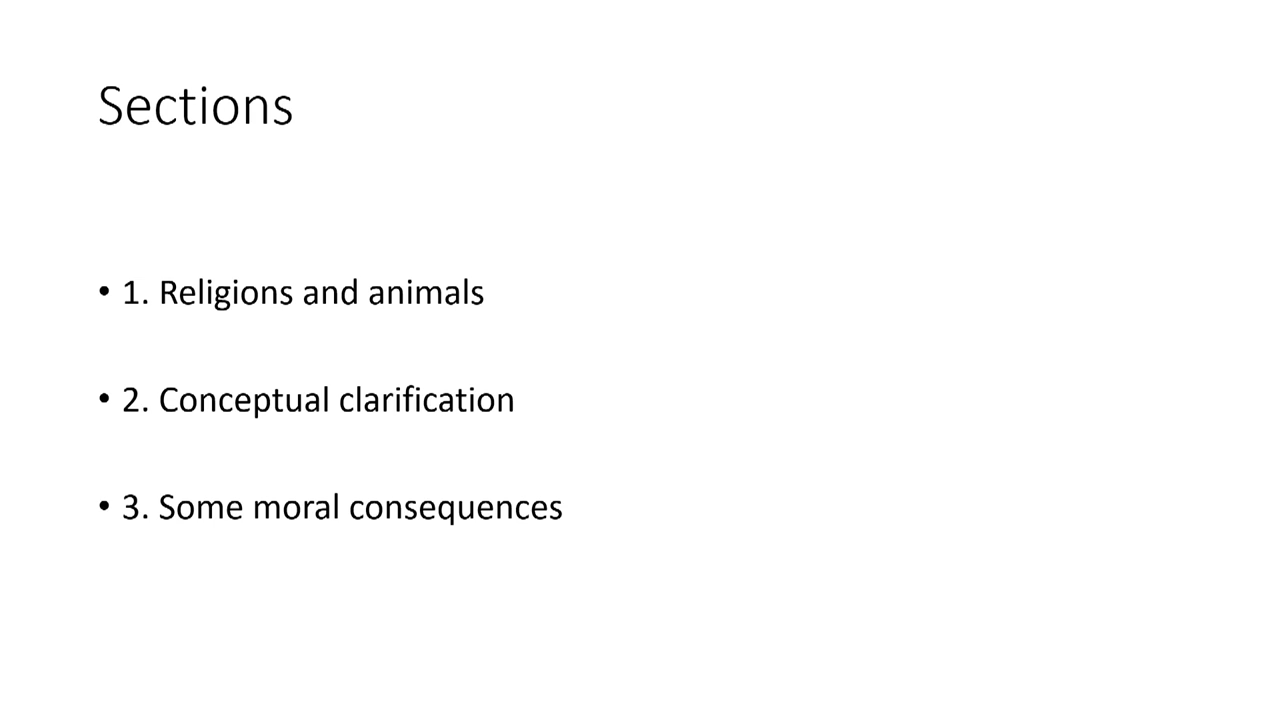 Sections
• 1. Religions and animals
• 2. Conceptual clarification
• 3. Some moral consequences